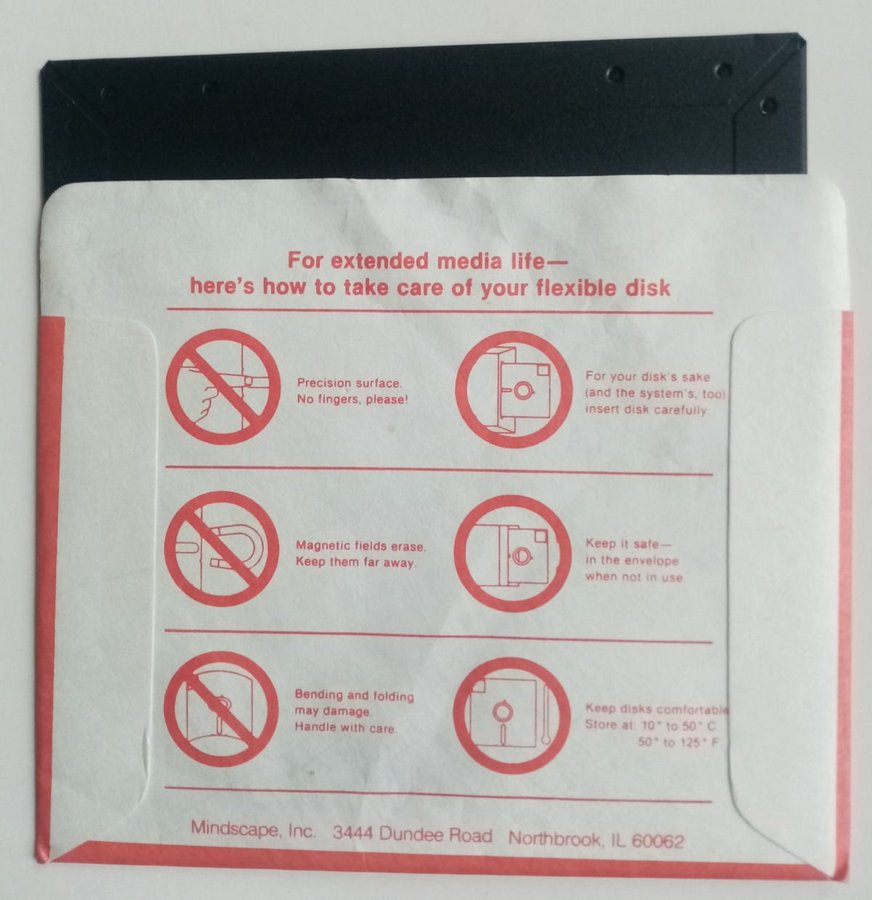 For extended media life—
here's how to take care of your flexible disk
Precision surface.
No fingers, please!
For your disk's sake
(and the system's, too)
insert disk carefully.
Magnetic fields erase.
Keep them far away.
Keep it safe—
in the envelope
when not in use.
Bending and folding
may damage.
Handle with care.
Keep disks comfortable
Store at: 10° to 50° C
50° to 125° F
Mindscape, Inc. 3444 Dundee Road Northbrook, IL 60062